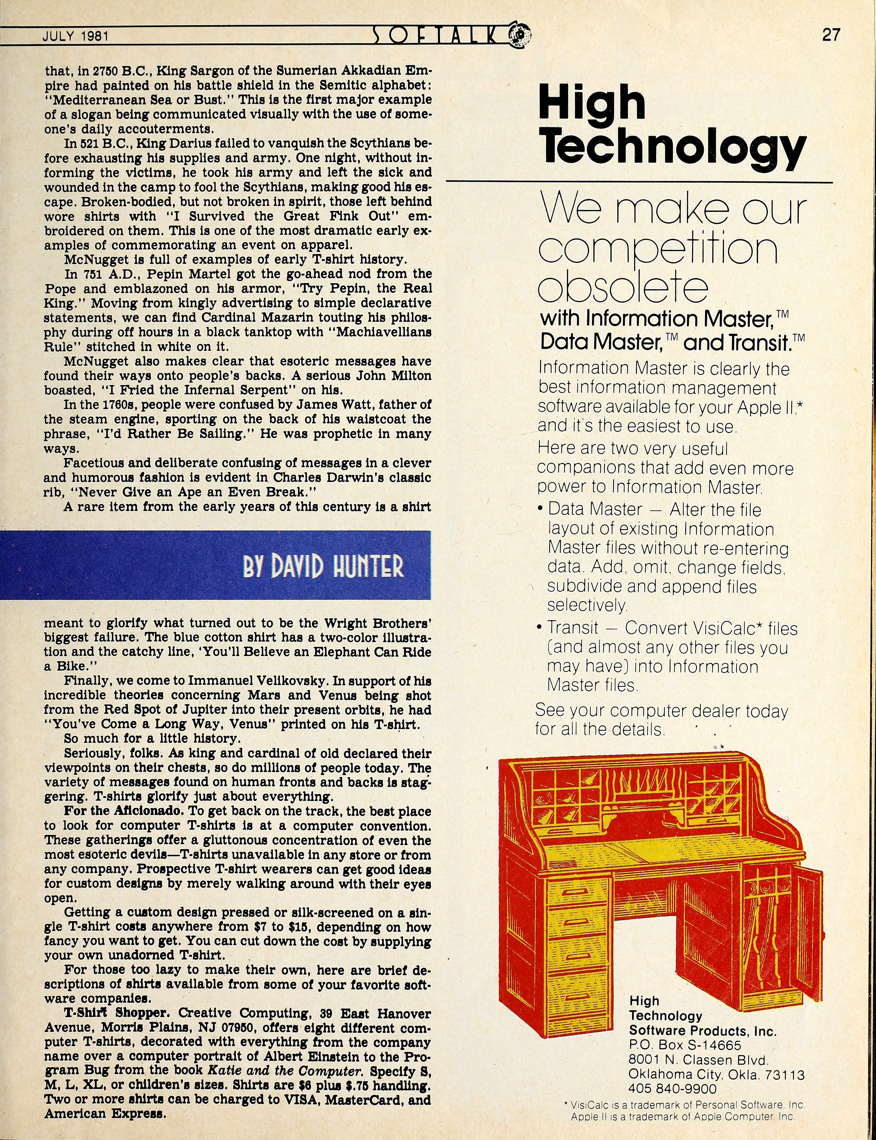 JULY 1981
SOFTALK
27
that, in 2750 B.C., King Sargon of the Sumerian Akkadian Em-
pire had painted on his battle shield in the Semitic alphabet:
"Mediterranean Sea or Bust." This is the first major example
of a slogan being communicated visually with the use of some-
one's daily accouterments.
In 521 B.C., King Darius failed to vanquish the Scythians be-
fore exhausting his supplies and army. One night, without in-
forming the victims, he took his army and left the sick and
wounded in the camp to fool the Scythians, making good his es-
cape. Broken-bodied, but not broken in spirit, those left behind
wore shirts with "I Survived the Great Fink Out" em-
broidered on them. This is one of the most dramatic early ex-
amples of commemorating an event on apparel.
McNugget is full of examples of early T-shirt history.
In 751 A.D., Pepin Martel got the go-ahead nod from the
Pope and emblazoned on his armor, "Try Pepin, the Real
King." Moving from kingly advertising to simple declarative
statements, we can find Cardinal Mazarin touting his philos-
phy during off hours in a black tanktop with "Machiavellians
Rule" stitched in white on it.
McNugget also makes clear that esoteric messages have
found their ways onto people's backs. A serious John Milton
boasted, "I Fried the Infernal Serpent" on his.
In the 1760s, people were confused by James Watt, father of
the steam engine, sporting on the back of his waistcoat the
phrase, "I'd Rather Be Sailing." He was prophetic in many
ways.
Facetious and deliberate confusing of messages in a clever
and humorous fashion is evident in Charles Darwin's classic
rib, "Never Give an Ape an Even Break."
A rare item from the early years of this century is a shirt
BY DAVID HUNTER
meant to glorify what turned out to be the Wright Brothers'
biggest failure. The blue cotton shirt has a two-color illustra-
tion and the catchy line, 'You'll Believe an Elephant Can Ride
a Bike."
Finally, we come to Immanuel Velikovsky. In support of his
incredible theories concerning Mars and Venus being shot
from the Red Spot of Jupiter into their present orbits, he had
"You've Come a Long Way, Venus" printed on his T-shirt.
So much for a little history.
Seriously, folks. As king and cardinal of old declared their
viewpoints on their chests, so do millions of people today. The
variety of messages found on human fronts and backs is stag-
gering. T-shirts glorify just about everything.
For the Aficionado. To get back on the track, the best place
to look for computer T-shirts is at a computer convention.
These gatherings offer a gluttonous concentration of even the
most esoteric devils—T-shirts unavailable in any store or from
any company. Prospective T-shirt wearers can get good ideas
for custom designs by merely walking around with their eyes
open.
Getting a custom design pressed or silk-screened on a sin-
gle T-shirt costs anywhere from $7 to $15, depending on how
fancy you want to get. You can cut down the cost by supplying
your own unadorned T-shirt.
For those too lazy to make their own, here are brief de-
scriptions of shirts available from some of your favorite soft-
ware companies.
T-Shirt Shopper. Creative Computing, 39 East Hanover
Avenue, Morris Plains, NJ 07950, offers eight different com-
puter T-shirts, decorated with everything from the company
name over a computer portrait of Albert Einstein to the Pro-
gram Bug from the book Katie and the Computer. Specify S,
M, L, XL, or children's sizes. Shirts are $6 plus $.75 handling.
Two or more shirts can be charged to VISA, MasterCard, and
American Express.
High
Technology
We make our
competition
obsolete
with Information Master,™
Data Master,™ and Transit.™
Information Master is clearly the
best information management
software available for your Apple II,*
and it's the easiest to use.
Here are two very useful
companions that add even more
power to Information Master.
• Data Master — Alter the file
layout of existing Information
Master files without re-entering
data. Add, omit, change fields,
subdivide and append files
selectively.
• Transit — Convert VisiCalc* files
(and almost any other files you
may have) into Information
Master files.
See your computer dealer today
for all the details.
High
Technology
Software Products, Inc.
P.O. Box S-14665
8001 N. Classen Blvd.
Oklahoma City, Okla. 73113
405 840-9900
* VisiCalc is a trademark of Personal Software, Inc.
Apple II is a trademark of Apple Computer, Inc.